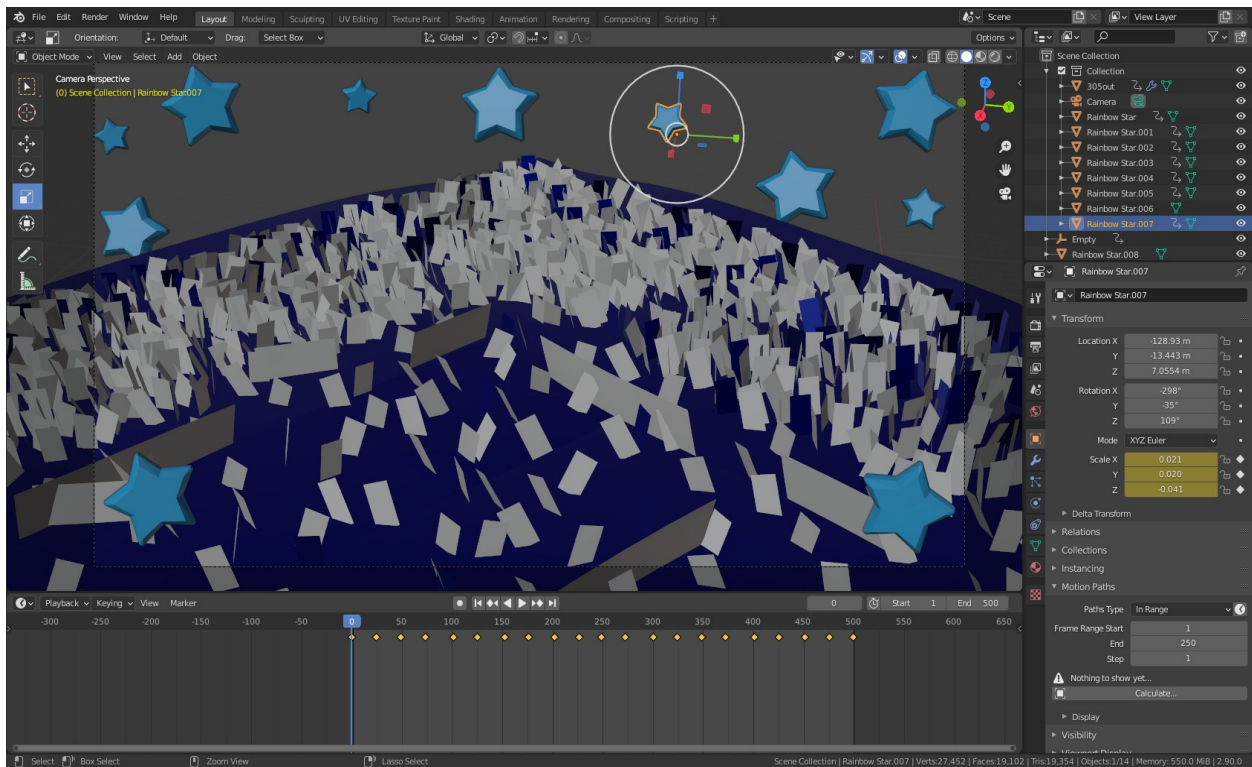 File Edit Render Window Help Layout Modeling Sculpting UV Editing Texture Paint Shading Animation Rendering Compositing Scripting + Scene View Layer
Orientation: Default Drag: Select Box Global Options
Object Mode View Select Add Object
Camera Perspective
(0) Scene Collection | Rainbow Star.007
Scene Collection
Collection
305out
Camera
Rainbow Star
Rainbow Star.001
Rainbow Star.002
Rainbow Star.003
Rainbow Star.004
Rainbow Star.005
Rainbow Star.006
Rainbow Star.007
Empty
Rainbow Star.008
Rainbow Star.007
Rainbow Star.007
Transform
Location X -128.93 m
Y -13.443 m
Z 7.0554 m
Rotation X -298°
Y -35°
Z 109°
Mode XYZ Euler
Scale X 0.021
Y 0.020
Z -0.041
Delta Transform
Relations
Collections
Instancing
Motion Paths
Paths Type In Range
Frame Range Start 1
End 250
Step 1
Nothing to show yet...
Calculate...
Display
Visibility
Viewport Display
Playback Keying View Marker 0 Start 1 End 500
-300 -250 -200 -150 -100 -50 0 50 100 150 200 250 300 350 400 450 500 550 600 650
Select Box Select Zoom View Lasso Select Scene Collection | Rainbow Star.007 | Verts:27,452 | Faces:19,102 | Tris:19,354 | Objects:1/14 | Memory: 550.0 MiB | 2.90.0